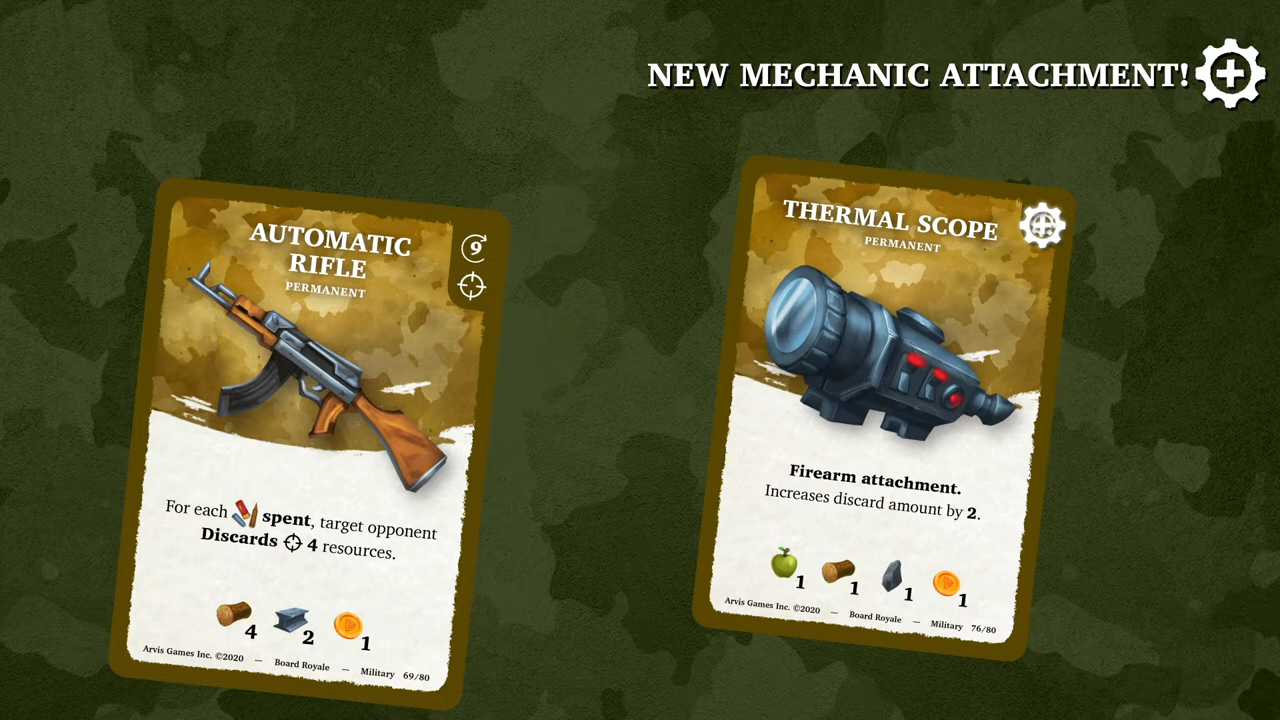 NEW MECHANIC ATTACHMENT!
AUTOMATIC
RIFLE
PERMANENT
9
For each spent, target opponent
Discards 4 resources.
4 2 1
Arvis Games Inc. ©2020 — Board Royale — Military 69/80
THERMAL SCOPE
PERMANENT
Firearm attachment.
Increases discard amount by 2.
1 1 1 1
Arvis Games Inc. ©2020 — Board Royale — Military 76/80